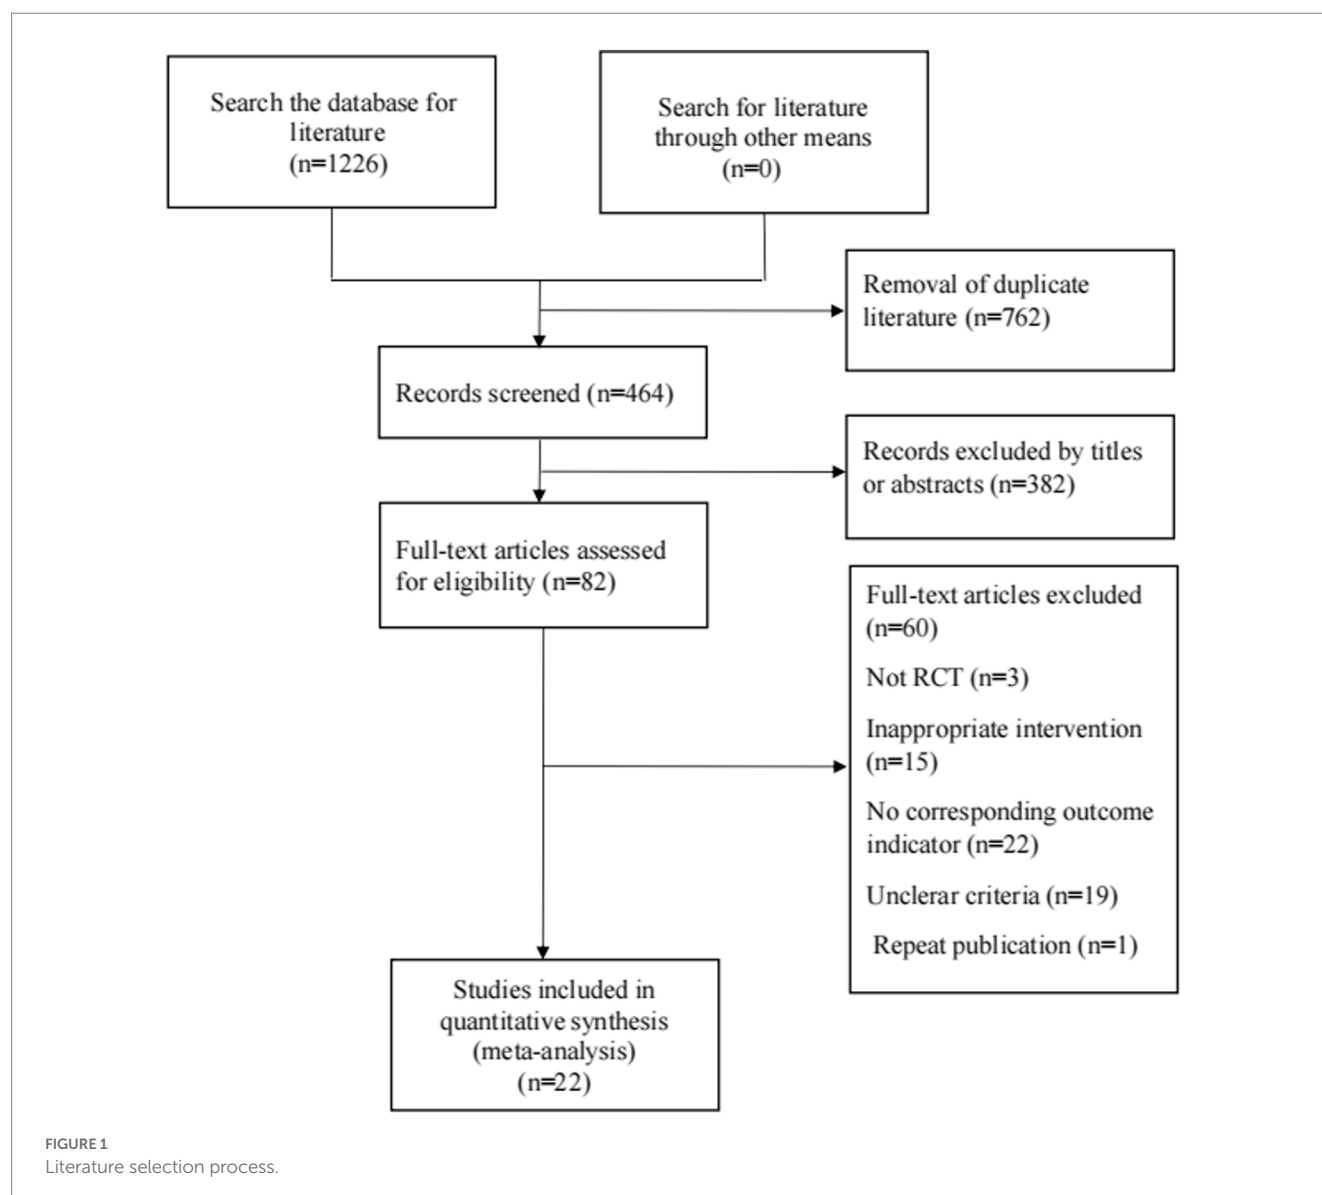 Search the database for
literature
(n=1226)
Search for literature
through other means
(n=0)
Removal of duplicate
literature (n=762)
Records screened (n=464)
Records excluded by titles
or abstracts (n=382)
Full-text articles assessed
for eligibility (n=82)
Full-text articles excluded
(n=60)
Not RCT (n=3)
Inappropriate intervention
(n=15)
No corresponding outcome
indicator (n=22)
Unclerar criteria (n=19)
Repeat publication (n=1)
Studies included in
quantitative synthesis
(meta-analysis)
(n=22)
FIGURE 1
Literature selection process.